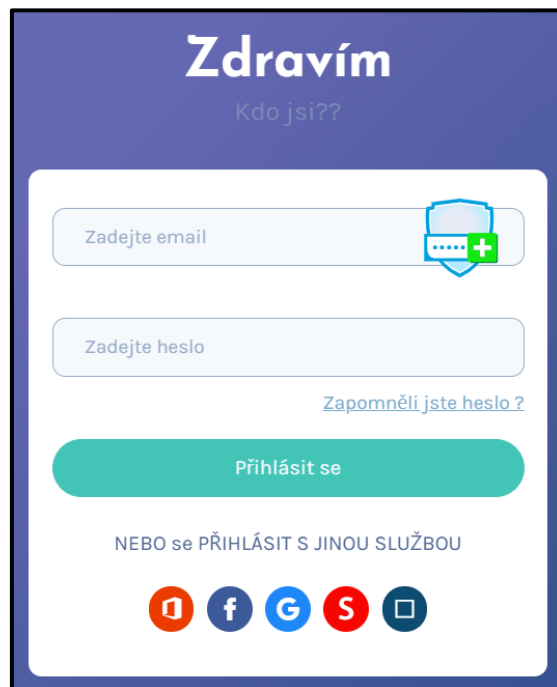 Zdravím
Kdo jsi??
Zadejte email
Zadejte heslo
Zapomněli jste heslo ?
Přihlásit se
NEBO se PŘIHLÁSIT S JINOU SLUŽBOU
f G S